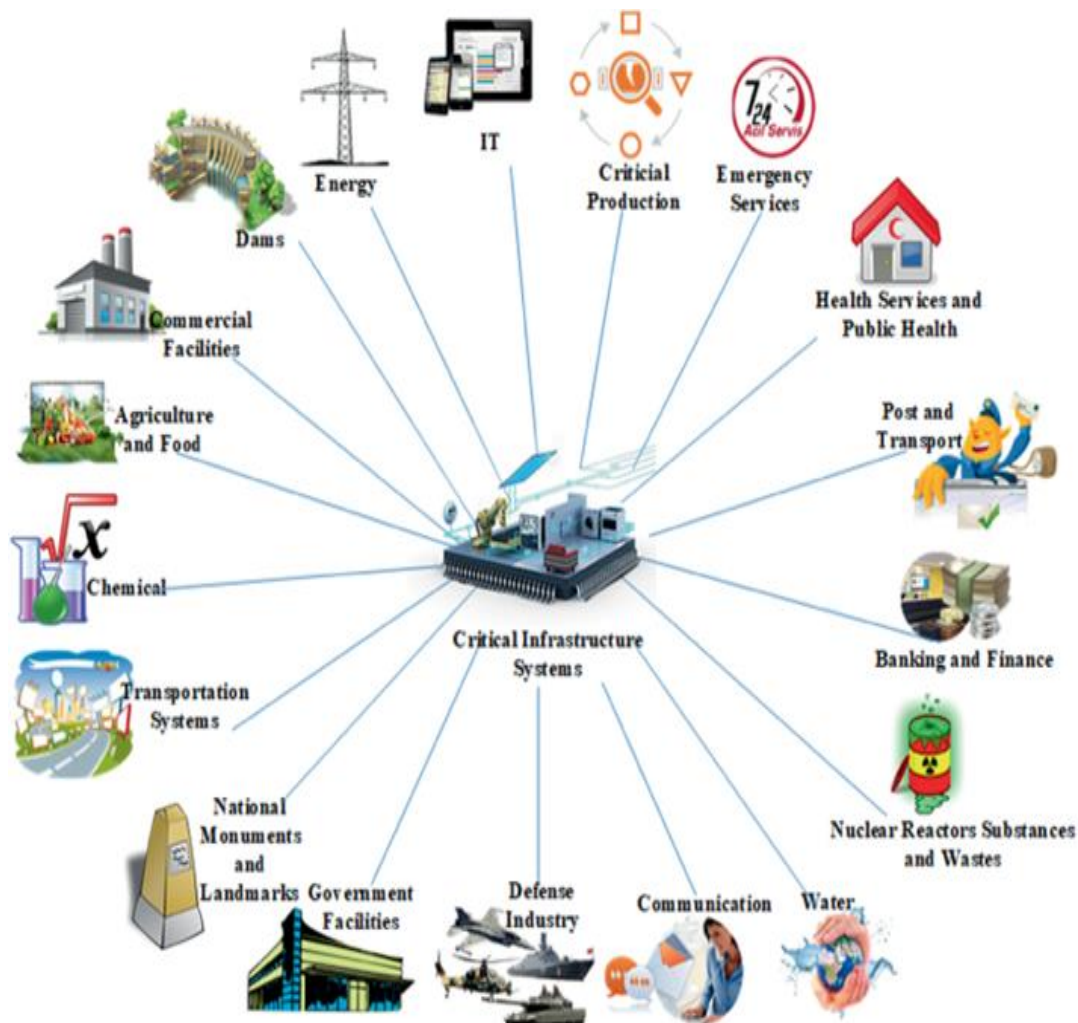 IT
Criticial
Production
7
24
Acil Servis
Emergency
Services
Energy
Dams
Health Services and
Public Health
Commercial
Facilities
Agriculture
and Food
Post and
Transport
x
Chemical
Critical Infrastructure
Systems
Banking and Finance
Transportation
Systems
Nuclear Reactors Substances
and Wastes
National
Monuments
and
Landmarks
Government
Facilities
Defense
Industry
Communication
Water